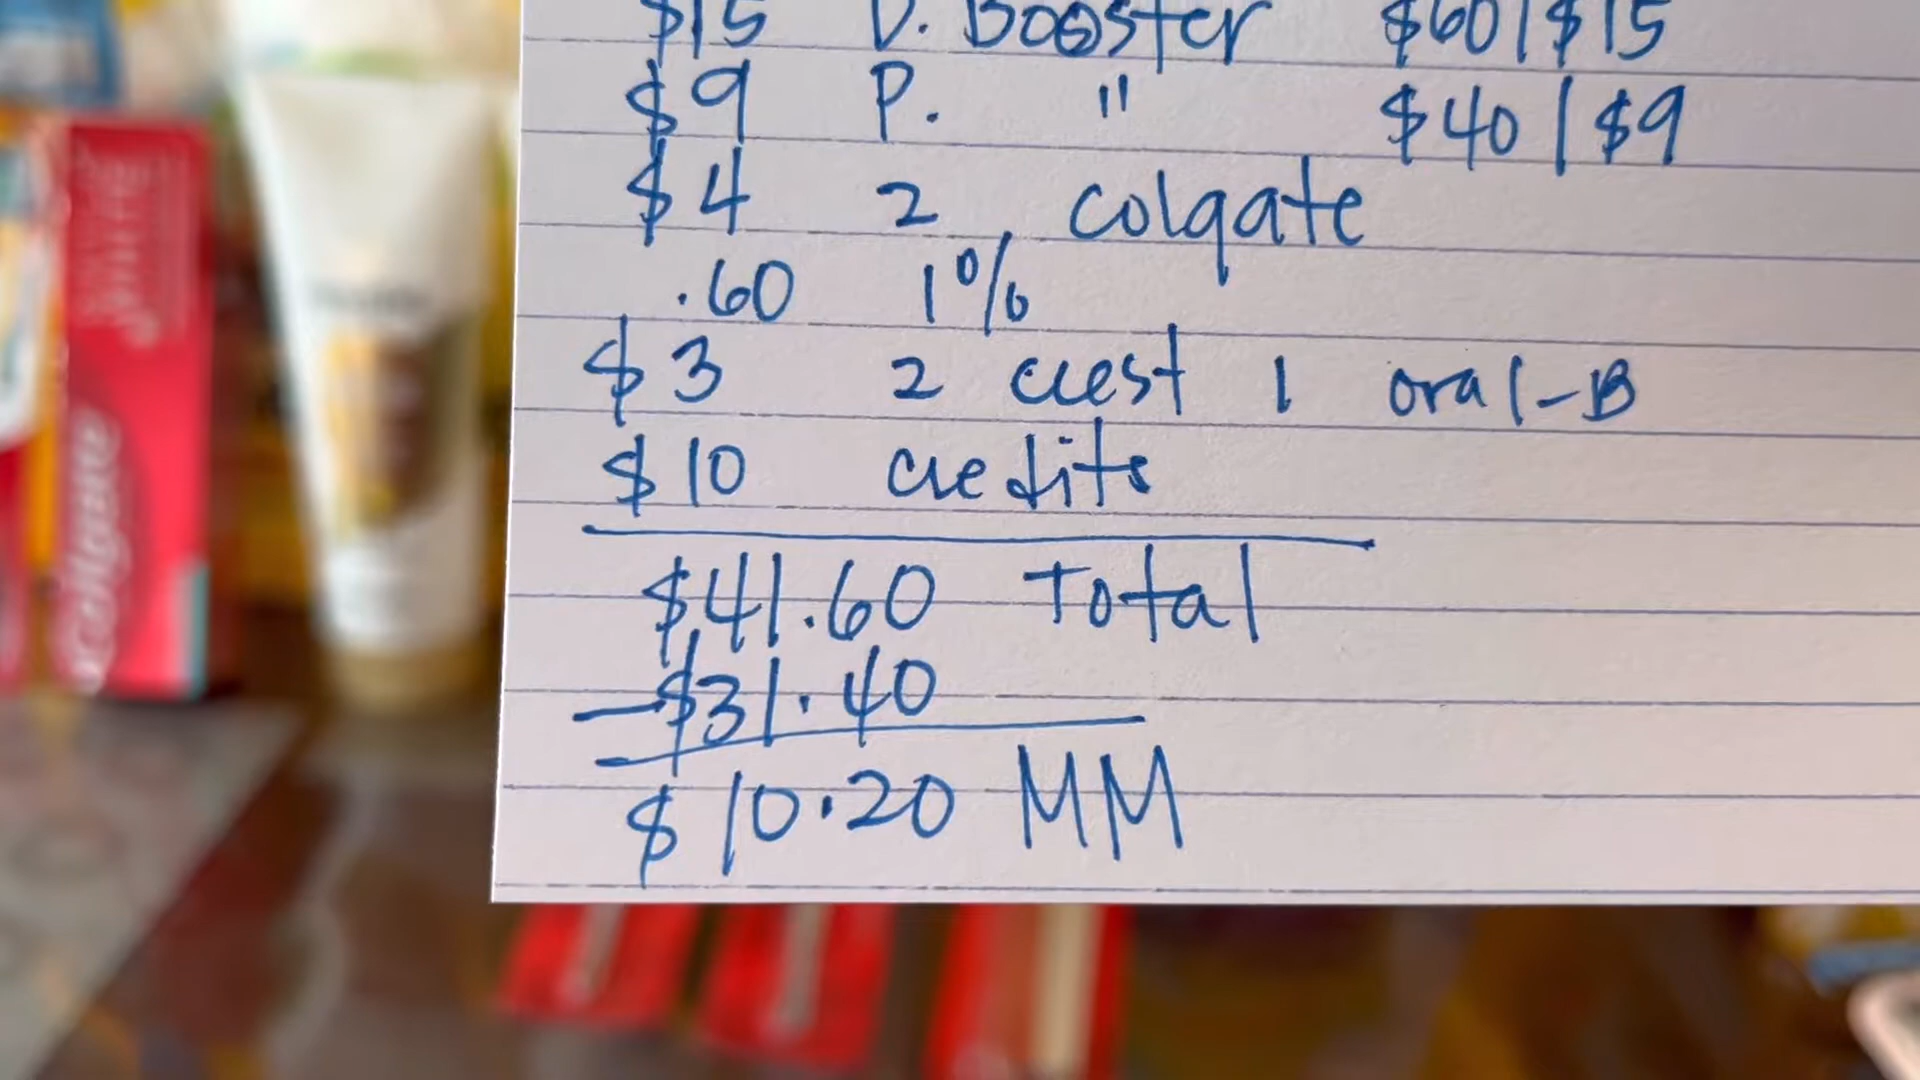 $15 D. Booster $60|$15
$9 P. " $40|$9
$4 2 colgate
.60 1%
$3 2 crest 1 oral-B
$10 credits
$41.60 Total
-$31.40
$10.20 MM
Colgate